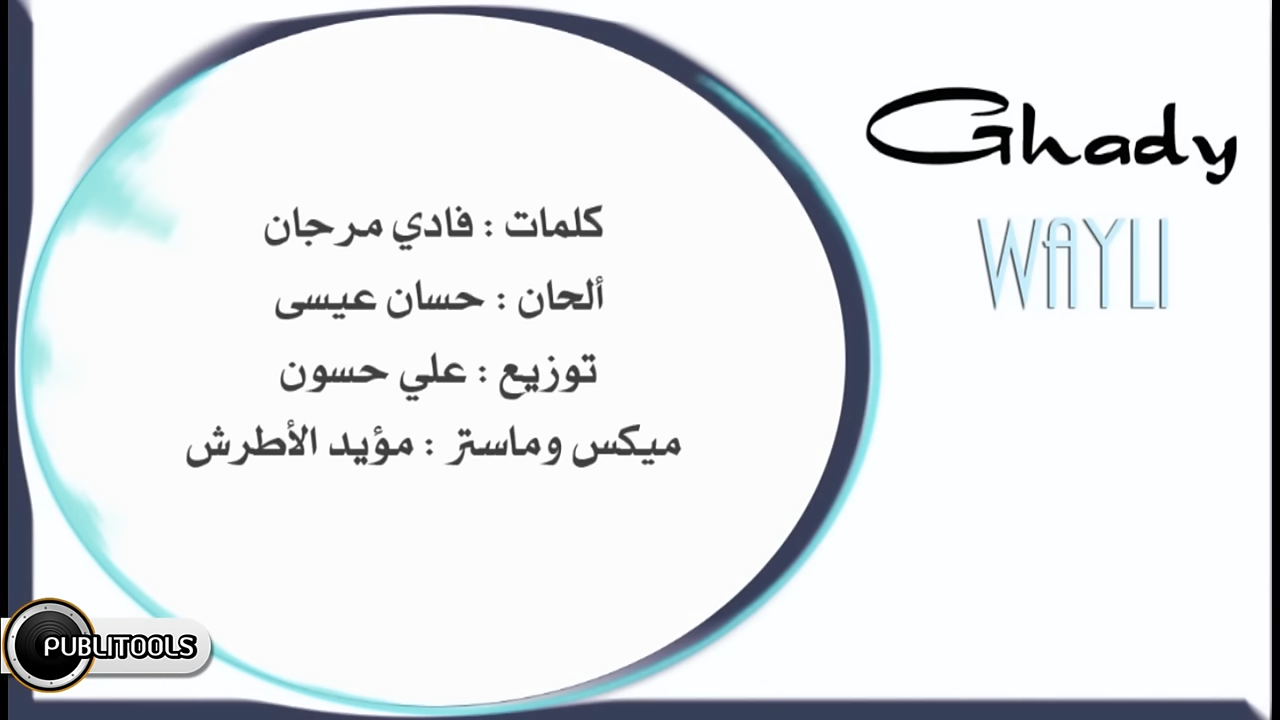 Ghady
WAYLI
كلمات : فادي مرجان
ألحان : حسان عيسى
توزيع : علي حسون
ميكس وماستر : مؤيد الأطرش
PUBLITOOLS